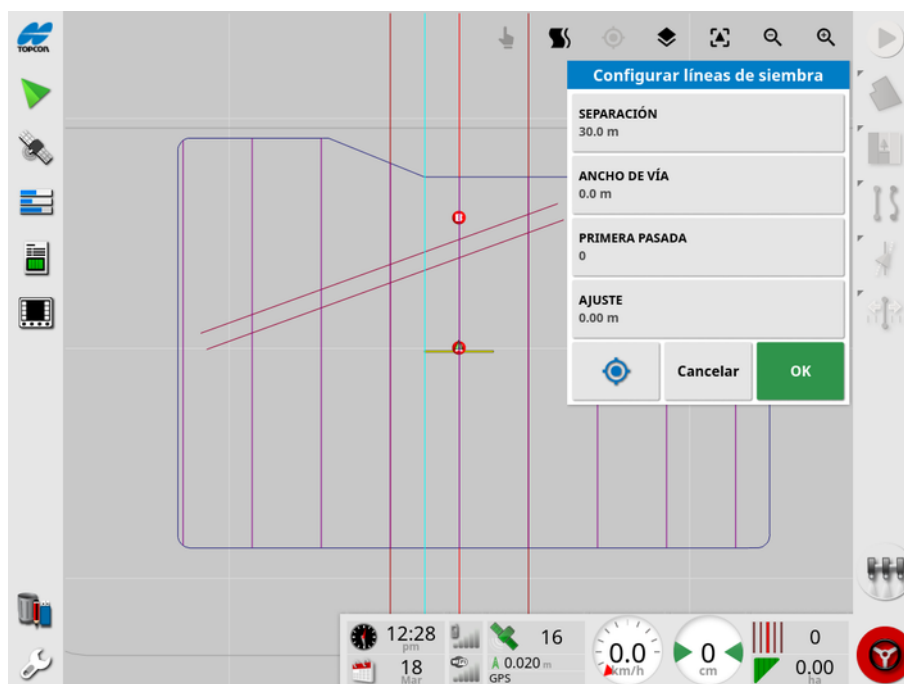 TOPCON
Configurar líneas de siembra
SEPARACIÓN
30.0 m
ANCHO DE VÍA
0.0 m
PRIMERA PASADA
0
AJUSTE
0.00 m
Cancelar
OK
12:28
pm
18
Mar
16
0.020 m
GPS
0.0
km/h
0
cm
0
0.00
ha